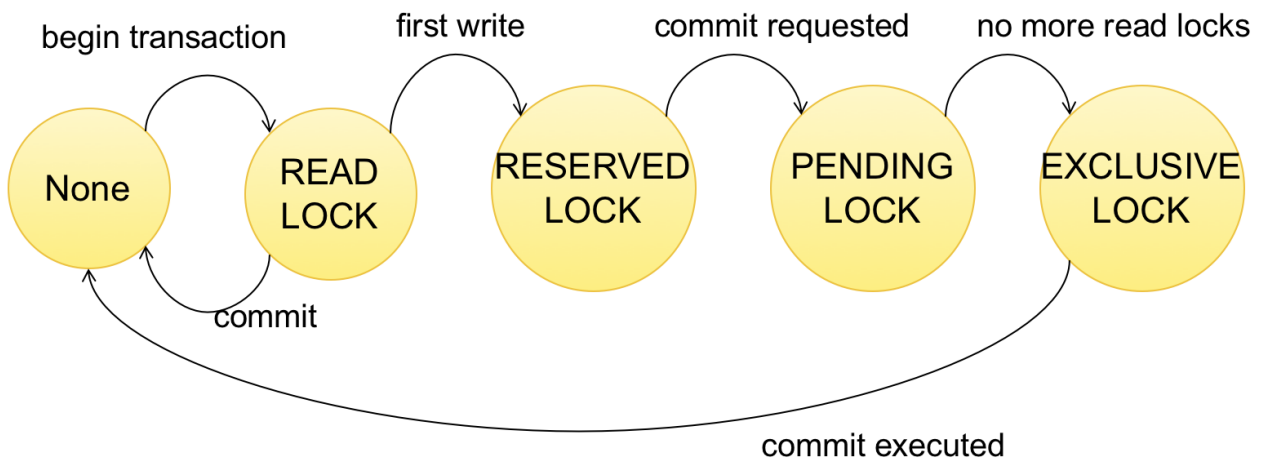 begin transaction
first write
commit requested
no more read locks
None
READ
LOCK
RESERVED
LOCK
PENDING
LOCK
EXCLUSIVE
LOCK
commit
commit executed